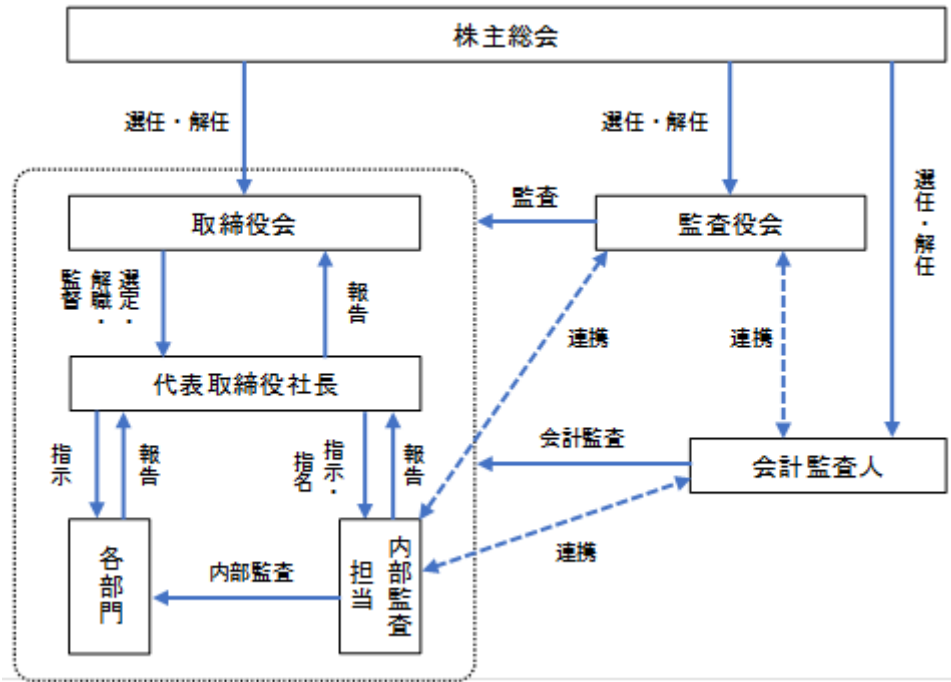 株主総会
選任・解任
選任・解任
選任・解任
取締役会
監査
監査役会
選定・
解職・
監督
報告
連携
連携
代表取締役社長
指示
報告
指示・
指名
報告
会計監査
会計監査人
各部門
内部監査
内部監査
担当
連携